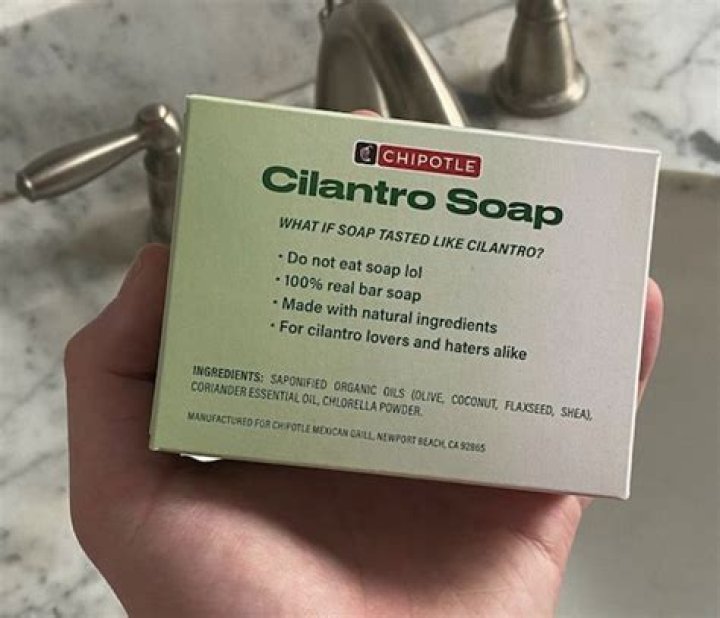 CHIPOTLE
Cilantro Soap
WHAT IF SOAP TASTED LIKE CILANTRO?
• Do not eat soap lol
• 100% real bar soap
• Made with natural ingredients
• For cilantro lovers and haters alike
INGREDIENTS: SAPONIFIED ORGANIC OILS (OLIVE, COCONUT, FLAXSEED, SHEA),
CORIANDER ESSENTIAL OIL, CHLORELLA POWDER.
MANUFACTURED FOR CHIPOTLE MEXICAN GRILL, NEWPORT BEACH, CA 92865